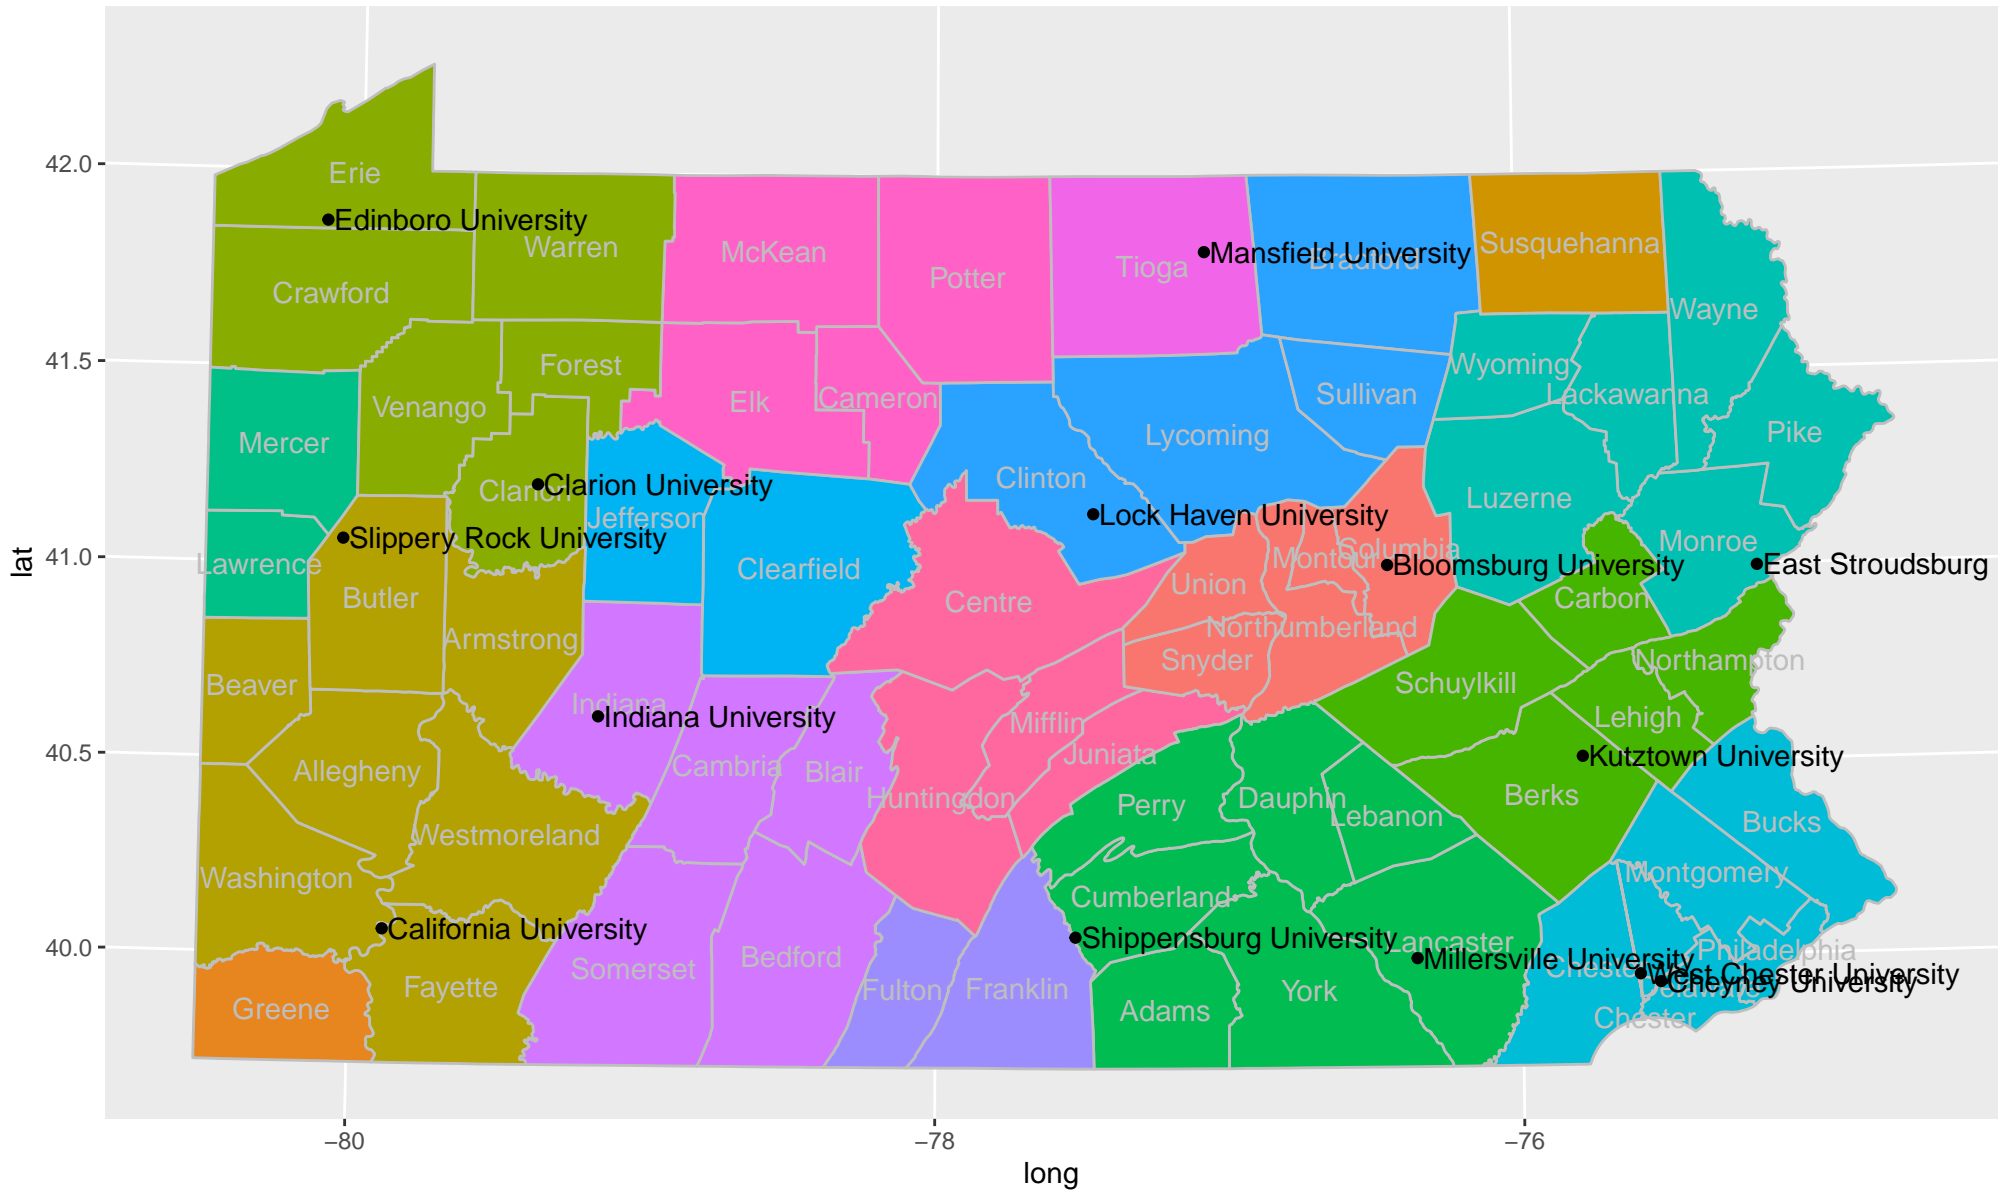 42.0
41.5
41.0
40.5
40.0
lat
Erie
Edinboro University
Warren
McKean
Potter
Tioga
Mansfield University
Bradford
Susquehanna
Crawford
Wayne
Forest
Wyoming
Lackawanna
Venango
Elk
Cameron
Sullivan
Mercer
Lycoming
Pike
Clarion
Clarion University
Clinton
Luzerne
Jefferson
Lock Haven University
Slippery Rock University
Lawrence
Clearfield
Montour
Columbia
Bloomsburg University
Monroe
East Stroudsburg
Butler
Centre
Union
Carbon
Armstrong
Northumberland
Snyder
Northampton
Beaver
Schuylkill
Indiana
Indiana University
Mifflin
Lehigh
Juniata
Kutztown University
Allegheny
Cambria
Blair
Huntingdon
Perry
Dauphin
Lebanon
Berks
Westmoreland
Bucks
Washington
Cumberland
Montgomery
California University
Shippensburg University
Lancaster
Philadelphia
Somerset
Bedford
Millersville University
Chester
West Chester University
Cheyney University
Fayette
Fulton
Franklin
York
Greene
Adams
Chester
−80
−78
−76
long